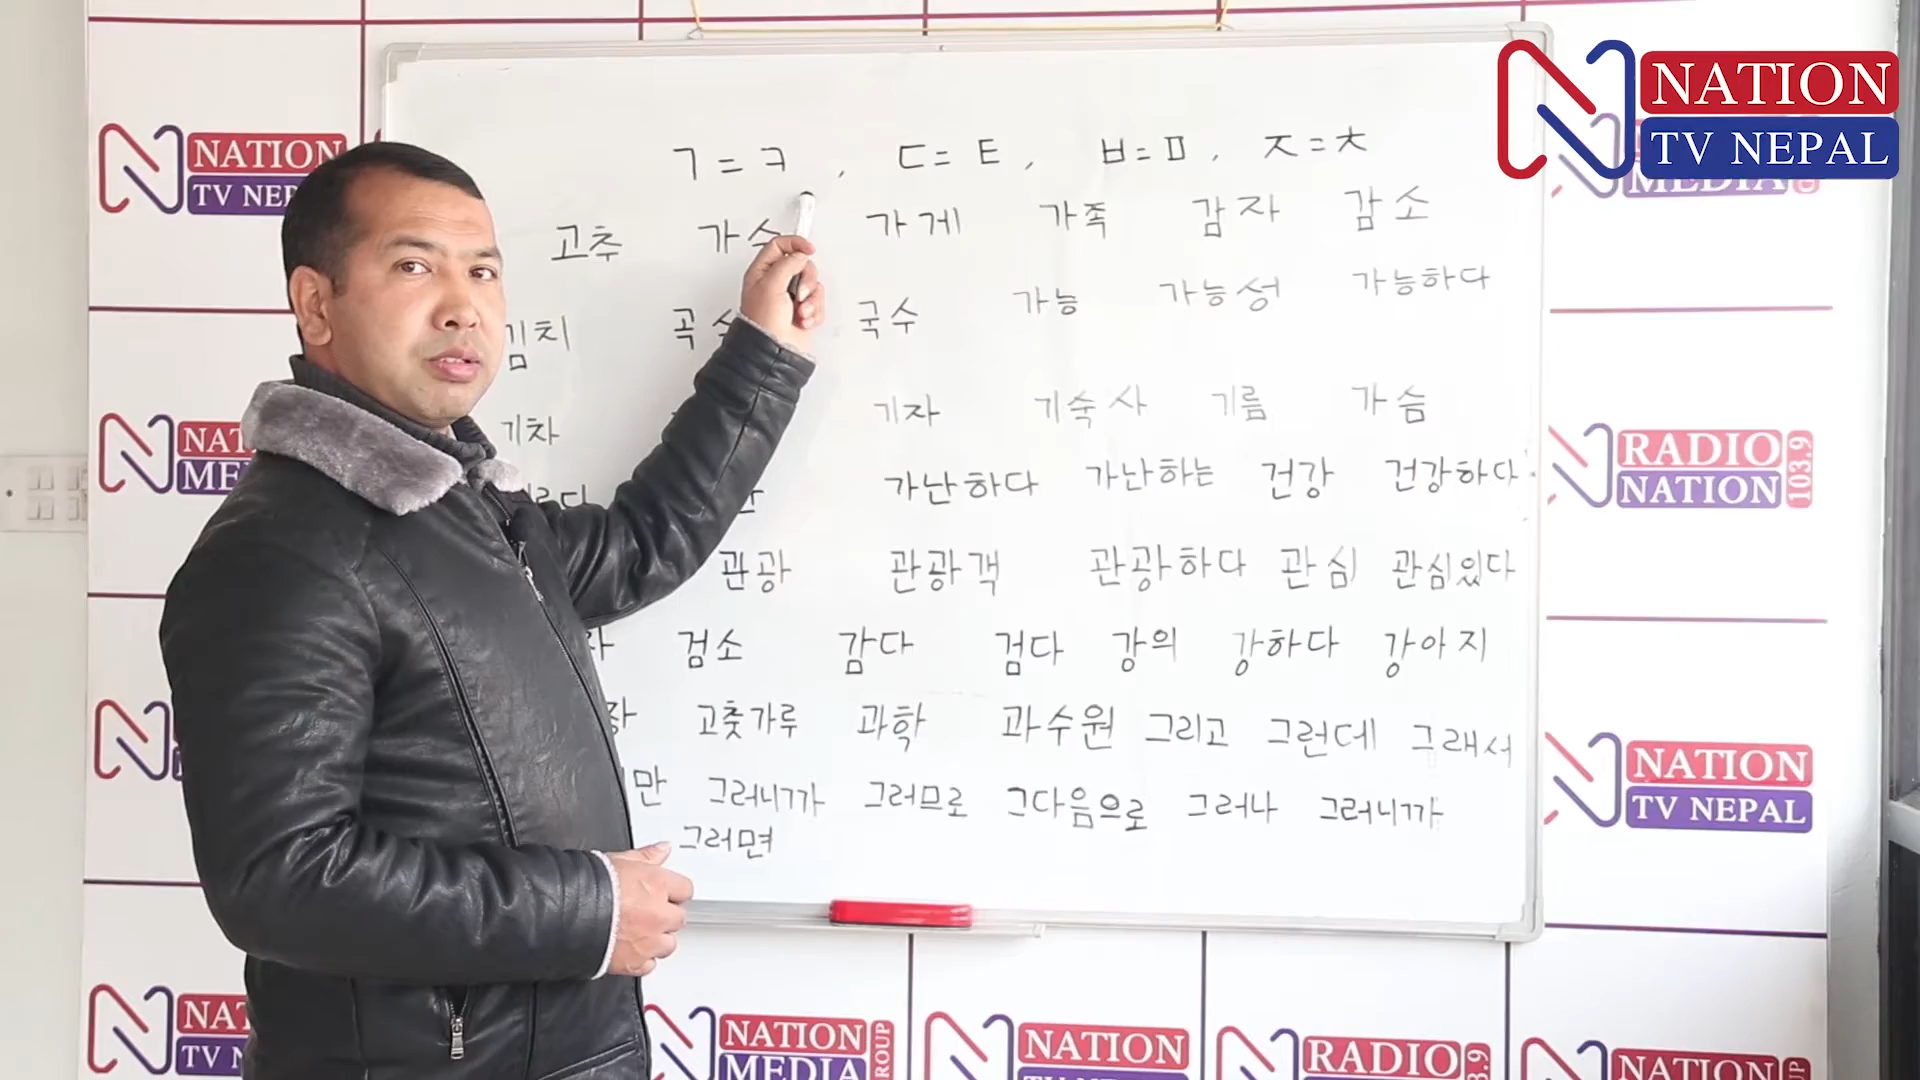 NATION
TV NEPAL
ㄱ=ㅋ , ㄷ=ㅌ , ㅂ=ㅍ , ㅈ=ㅊ
고추 가수 가게 가족 감자 감소
김치 국수 가능 가능성 가능하다
기차 기자 기숙사 기름 가슴
가난하다 가난하는 건강 건강하다
관광 관광객 관광하다 관심 관심있다
검소 감다 검다 강의 강하다 강아지
고춧가루 과학 과수원 그리고 그런데 그래서
그러니까 그러므로 그다음으로 그러나 그러니까
그러면
NATION
TV NEPAL
RADIO
NATION 103.9
NATION
TV NEPAL
NATION
MEDIA GROUP
NATION
RADIO
NATION